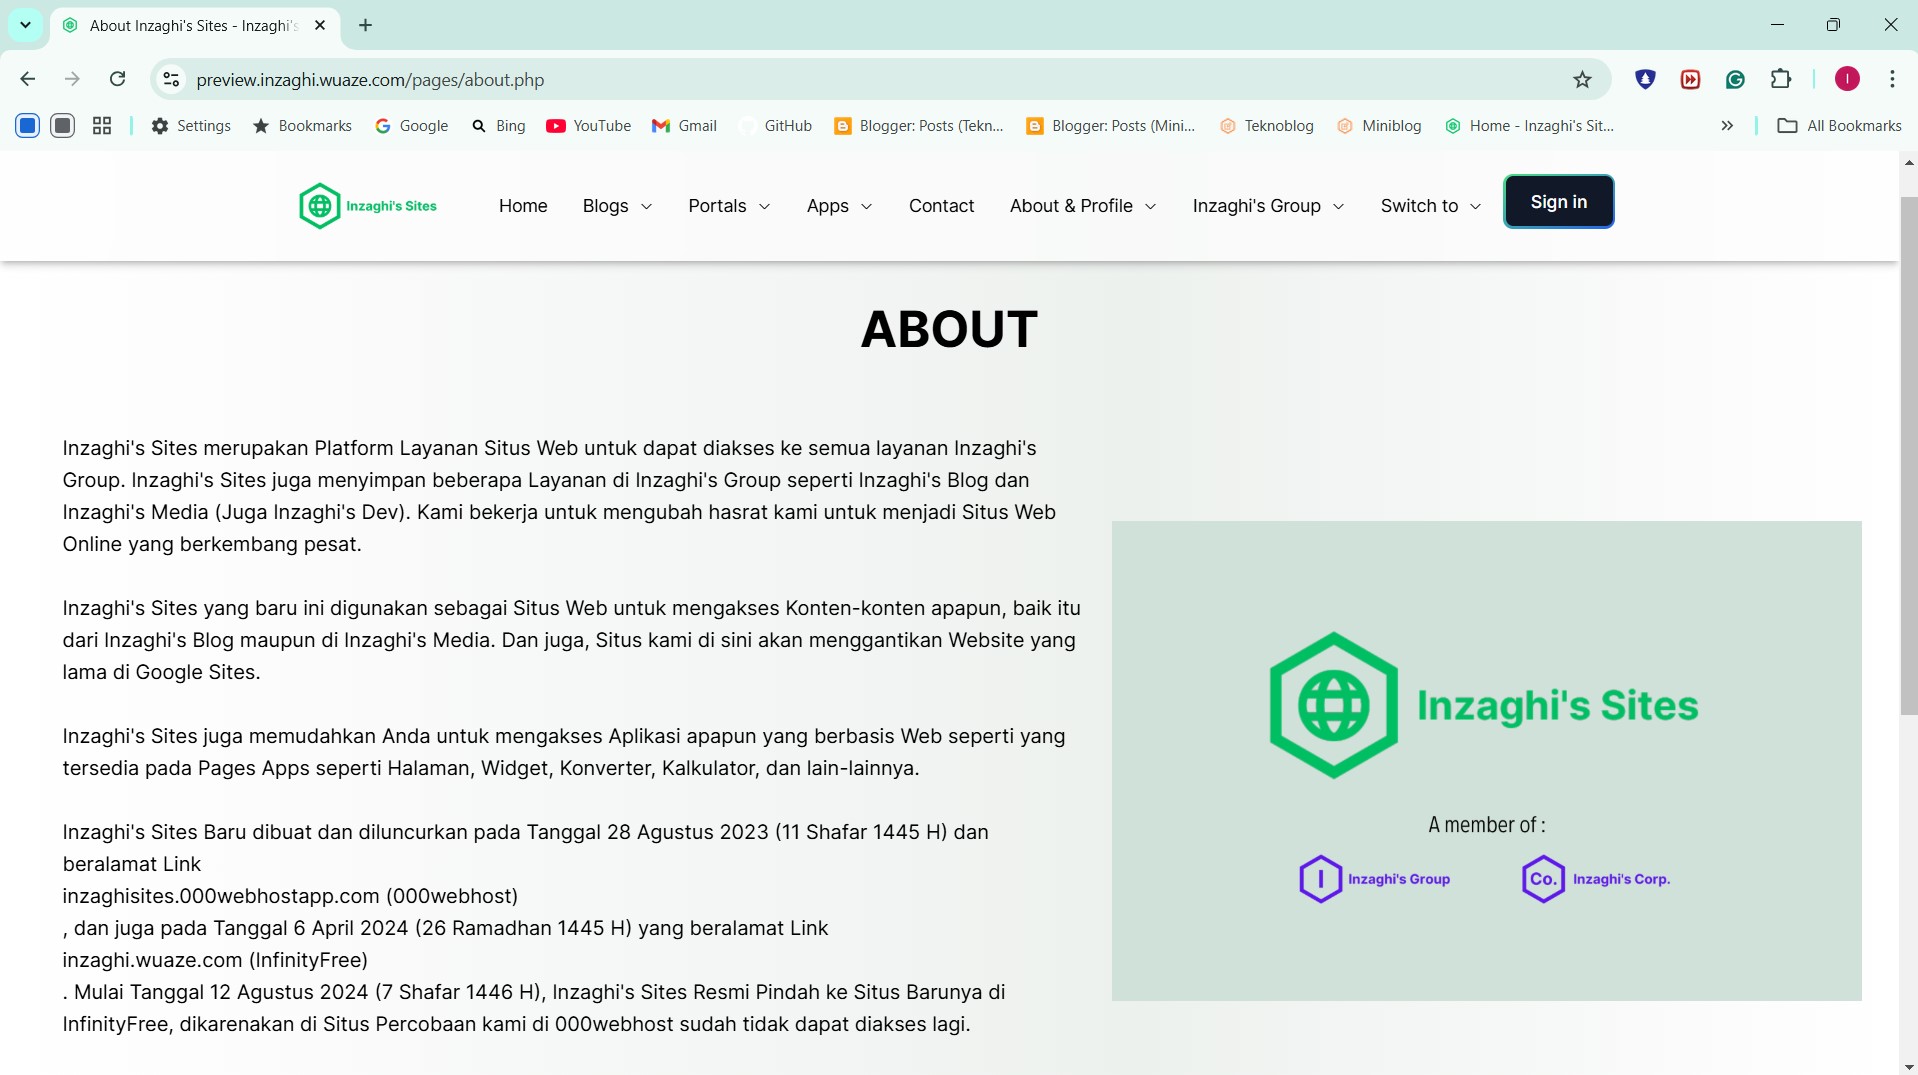 About Inzaghi's Sites - Inzaghi's
preview.inzaghi.wuaze.com/pages/about.php
I
Settings
Bookmarks
Google
Bing
YouTube
Gmail
GitHub
Blogger: Posts (Tekn...
Blogger: Posts (Mini...
Teknoblog
Miniblog
Home - Inzaghi's Sit...
All Bookmarks
Inzaghi's Sites
Home
Blogs
Portals
Apps
Contact
About & Profile
Inzaghi's Group
Switch to
Sign in
ABOUT
Inzaghi's Sites merupakan Platform Layanan Situs Web untuk dapat diakses ke semua layanan Inzaghi's
Group. Inzaghi's Sites juga menyimpan beberapa Layanan di Inzaghi's Group seperti Inzaghi's Blog dan
Inzaghi's Media (Juga Inzaghi's Dev). Kami bekerja untuk mengubah hasrat kami untuk menjadi Situs Web
Online yang berkembang pesat.
Inzaghi's Sites yang baru ini digunakan sebagai Situs Web untuk mengakses Konten-konten apapun, baik itu
dari Inzaghi's Blog maupun di Inzaghi's Media. Dan juga, Situs kami di sini akan menggantikan Website yang
lama di Google Sites.
Inzaghi's Sites juga memudahkan Anda untuk mengakses Aplikasi apapun yang berbasis Web seperti yang
tersedia pada Pages Apps seperti Halaman, Widget, Konverter, Kalkulator, dan lain-lainnya.
Inzaghi's Sites Baru dibuat dan diluncurkan pada Tanggal 28 Agustus 2023 (11 Shafar 1445 H) dan
beralamat Link
inzaghisites.000webhostapp.com (000webhost)
, dan juga pada Tanggal 6 April 2024 (26 Ramadhan 1445 H) yang beralamat Link
inzaghi.wuaze.com (InfinityFree)
. Mulai Tanggal 12 Agustus 2024 (7 Shafar 1446 H), Inzaghi's Sites Resmi Pindah ke Situs Barunya di
InfinityFree, dikarenakan di Situs Percobaan kami di 000webhost sudah tidak dapat diakses lagi.
Inzaghi's Sites
A member of :
I Inzaghi's Group
Co. Inzaghi's Corp.